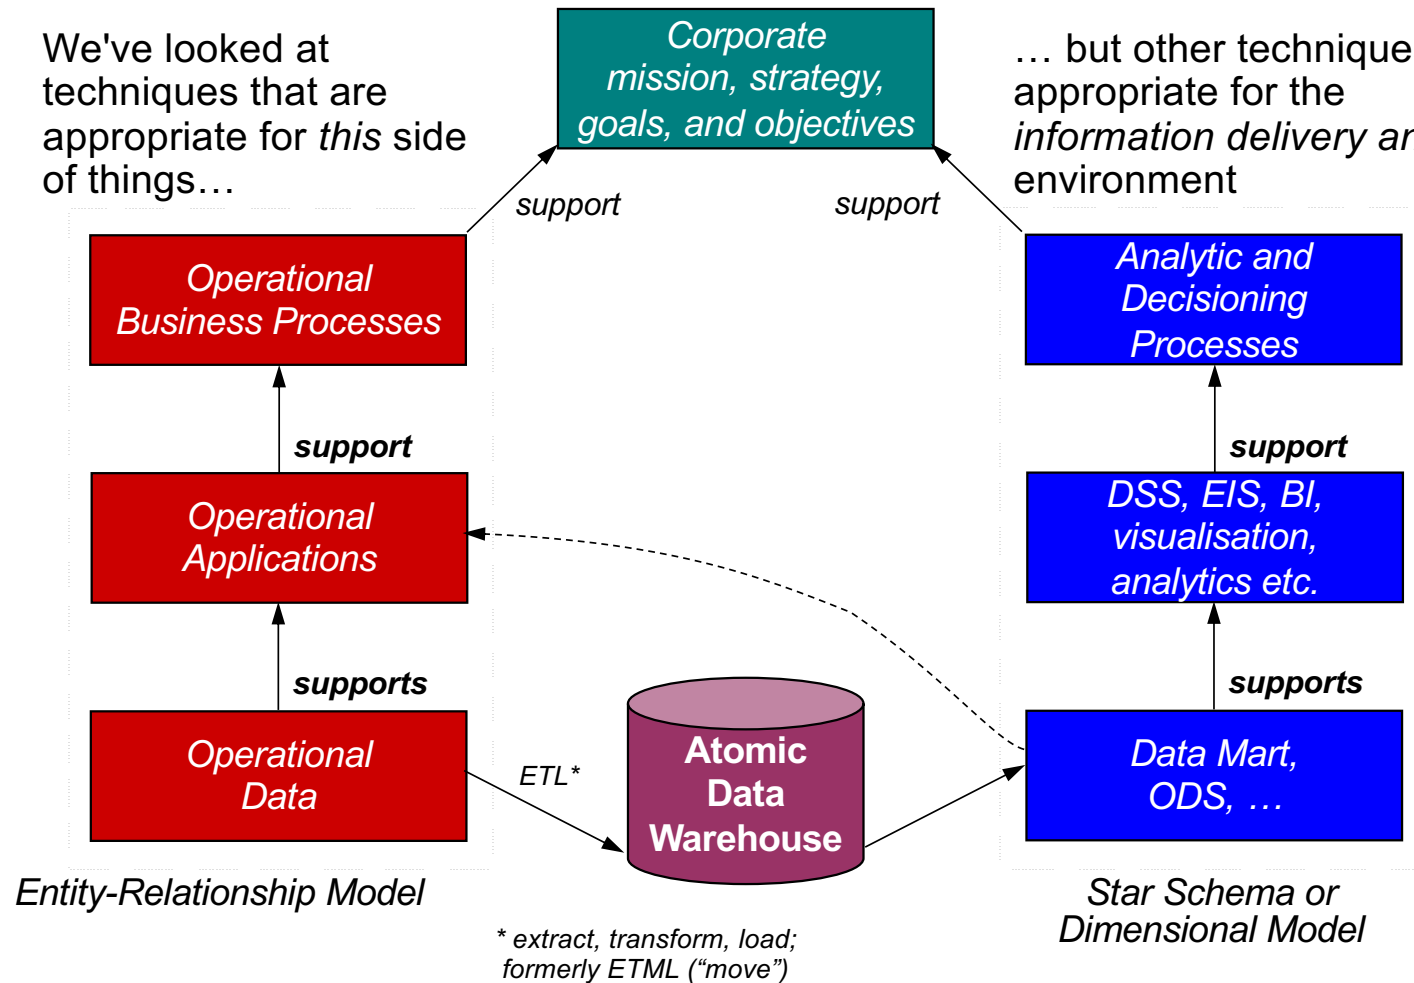 We've looked at
techniques that are
appropriate for this side
of things…
Corporate
mission, strategy,
goals, and objectives
… but other technique
appropriate for the
information delivery
environment
support
support
Operational
Business Processes
Analytic and
Decisioning
Processes
support
support
Operational
Applications
DSS, EIS, BI,
visualisation,
analytics etc.
supports
supports
Operational
Data
ETL*
Atomic
Data
Warehouse
Data Mart,
ODS, …
Entity-Relationship Model
Star Schema or
Dimensional Model
* extract, transform, load;
formerly ETML (“move”)